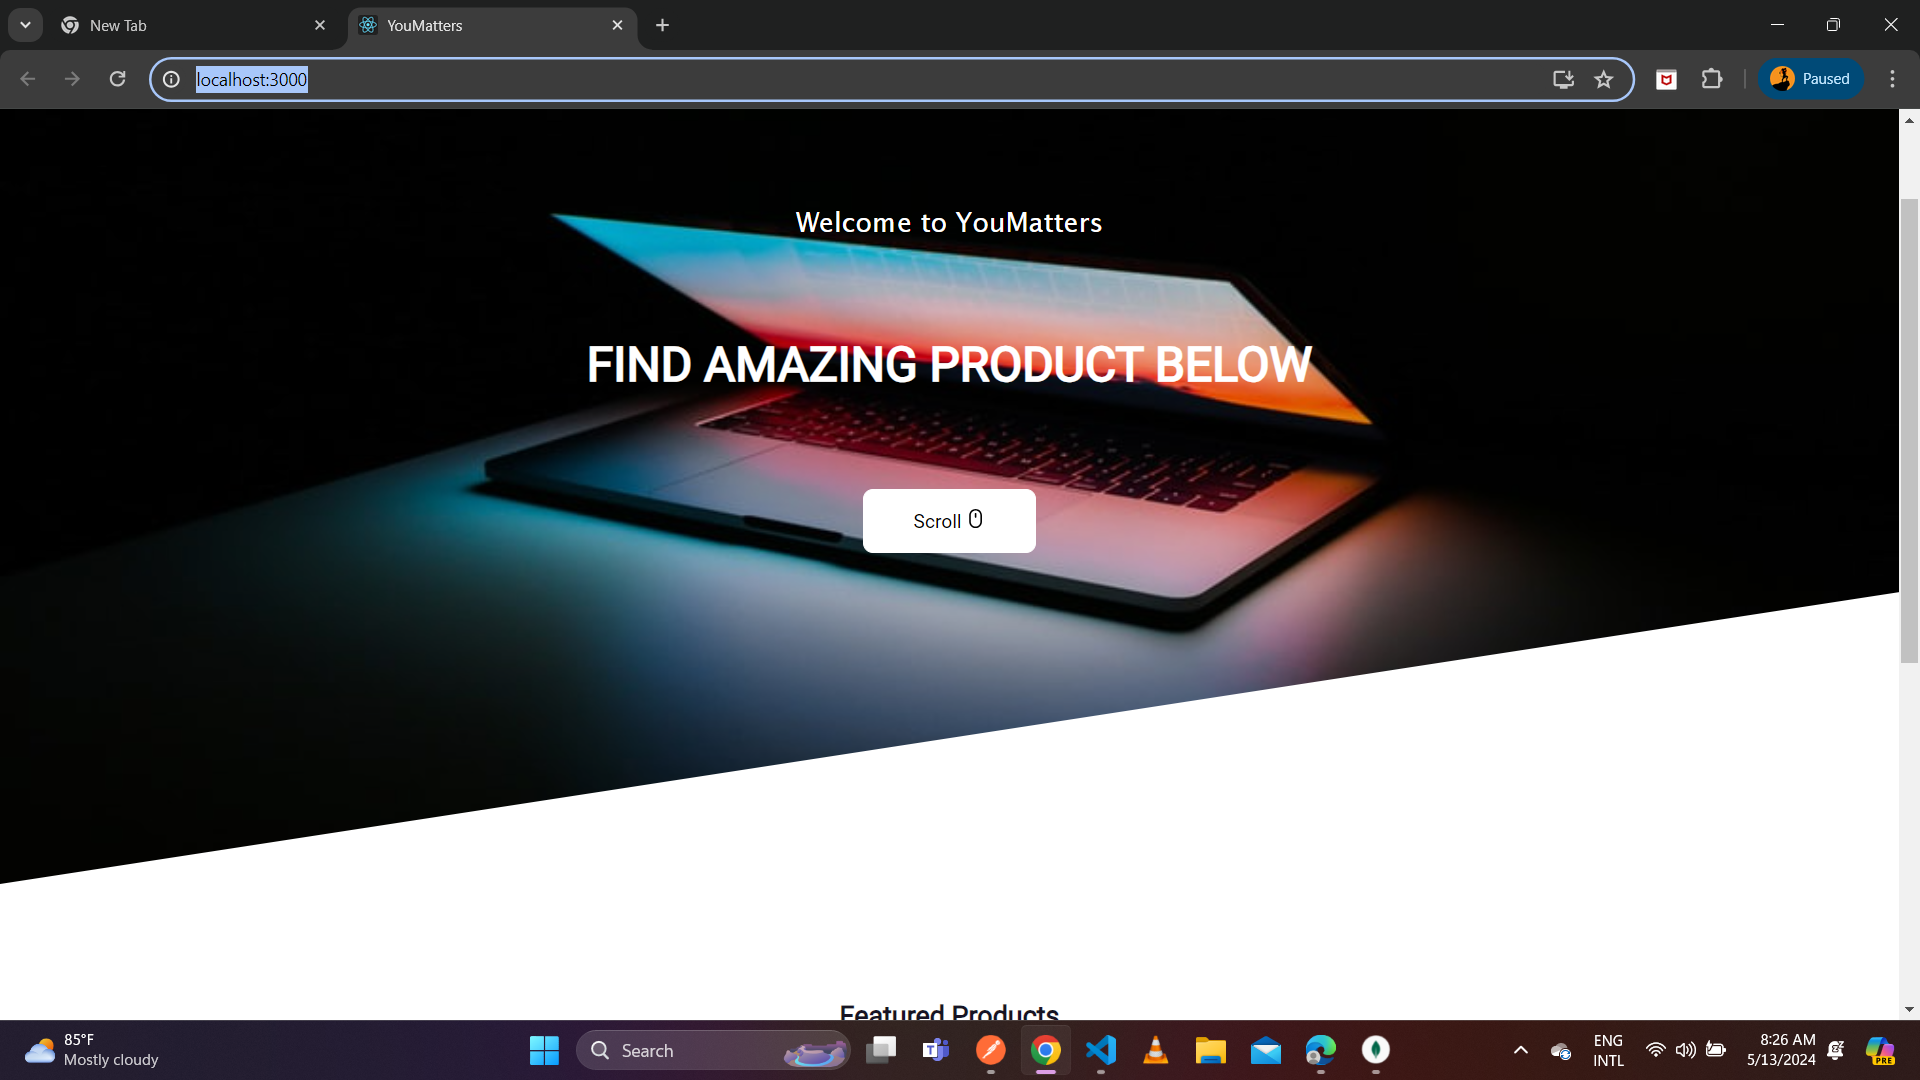 New Tab
YouMatters
localhost:3000
Paused
Welcome to YouMatters
FIND AMAZING PRODUCT BELOW
Scroll
Featured Products
85°F
Mostly cloudy
Search
ENG
INTL
8:26 AM
5/13/2024
PRE